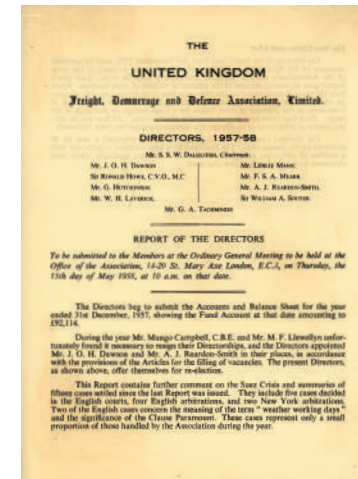 THE
UNITED KINGDOM
Freight, Demurrage and Defence Association, Limited.
DIRECTORS, 1957-58
Mr. S. S. W. Dalgliesh, Chairman.
Mr. J. O. H. Dawson
Sir Ronald Howe, C.V.O., M.C
Mr. G. Hutchinson
Mr. W. H. Laverick.
Mr. Leslie Mann.
Mr. F. S. A. Mearn.
Mr. A. J. Reardon-Smith.
Sir William A. Souter.
Mr. G. A. Tachmindji
REPORT OF THE DIRECTORS
To be submitted to the Members at the Ordinary General Meeting to be held at the
Office of the Association, 14-20 St. Mary Axe London, E.C.3, on Thursday, the
15th day of May 1958, at 10 a.m. on that date.
The Directors beg to submit the Accounts and Balance Sheet for the year
ended 31st December, 1957, showing the Fund Account at that date amounting to
£92,114.
During the year Mr. Mungo Campbell, C.B.E. and Mr. M. F. Llewellyn unfor-
tunately found it necessary to resign their Directorships, and the Directors appointed
Mr. J. O. H. Dawson and Mr. A. J. Reardon-Smith in their places, in accordance
with the provisions of the Articles for the filling of vacancies. The present Directors,
as shown above, offer themselves for re-election.
This Report contains further comment on the Suez Crisis and summaries of
fifteen cases settled since the last Report was issued. They include five cases decided
in the English courts, four English arbitrations, and two New York arbitrations.
Two of the English cases concern the meaning of the term " weather working days "
and the significance of the Clause Paramount. These cases represent only a small
proportion of those handled by the Association during the year.